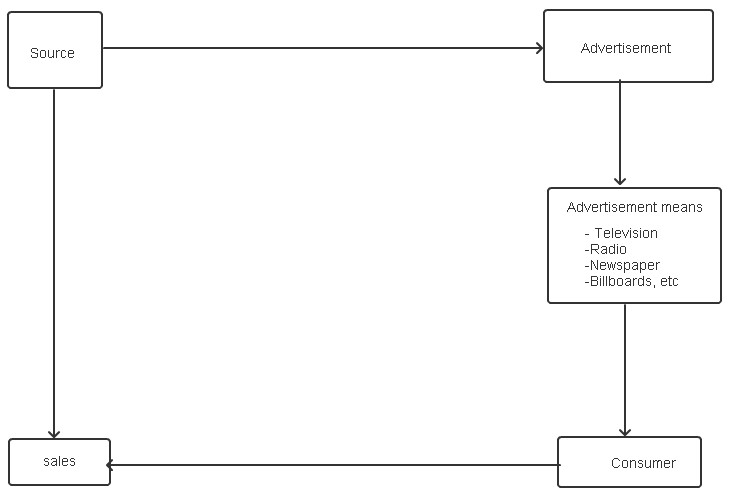 Source
Advertisement
Advertisement means
- Television
-Radio
-Newspaper
-Billboards, etc
sales
Consumer